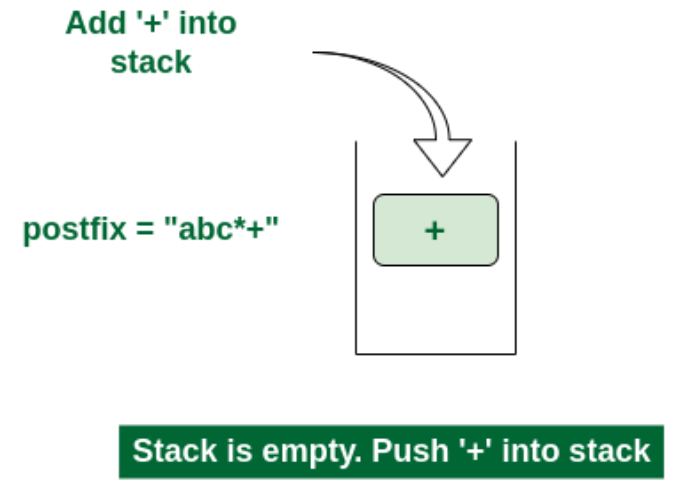 Add '+' into
stack
postfix = "abc*+"
+
Stack is empty. Push '+' into stack